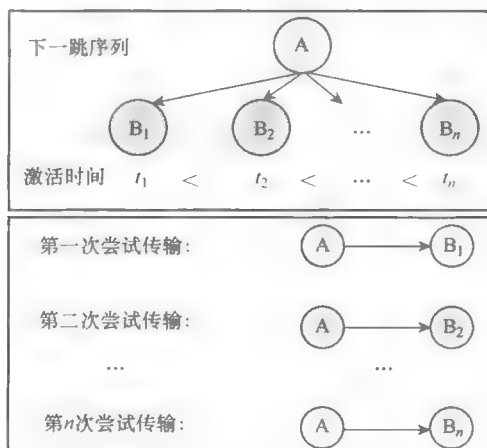 下一跳序列 A
B₁ B₂ ... Bₙ
激活时间 t₁ < t₂ < ... < tₙ
第一次尝试传输: A B₁
第二次尝试传输: A B₂
... ...
第n次尝试传输: A Bₙ